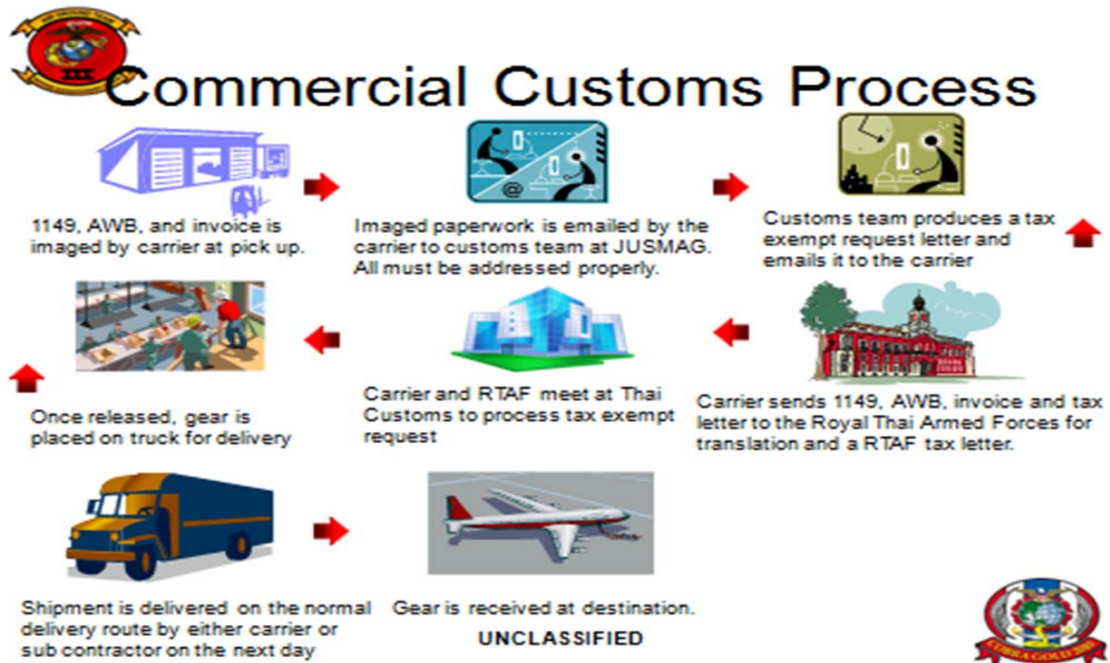 Commercial Customs Process
1149, AWB, and invoice is
imaged by carrier at pick up.
Imaged paperwork is emailed by the
carrier to customs team at JUSMAG.
All must be addressed properly.
Customs team produces a tax
exempt request letter and
emails it to the carrier
Once released, gear is
placed on truck for delivery
Carrier and RTAF meet at Thai
Customs to process tax exempt
request
Carrier sends 1149, AWB, invoice and tax
letter to the Royal Thai Armed Forces for
translation and a RTAF tax letter.
Shipment is delivered on the normal
delivery route by either carrier or
sub contractor on the next day
Gear is received at destination.
UNCLASSIFIED
III
@
COBRA GOLD